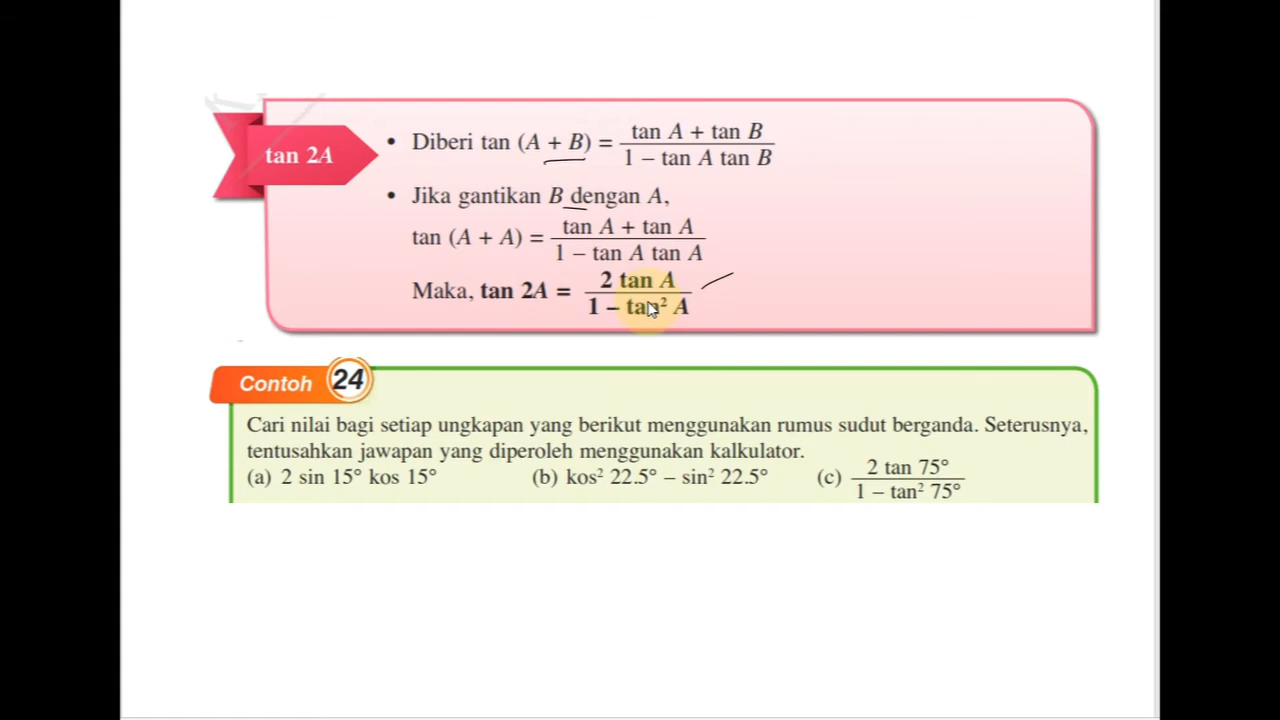 tan 2A
• Diberi tan (A + B) = (tan A + tan B) / (1 – tan A tan B)
• Jika gantikan B dengan A,
tan (A + A) = (tan A + tan A) / (1 – tan A tan A)
Maka, tan 2A = (2 tan A) / (1 – tan² A)
Contoh 24
Cari nilai bagi setiap ungkapan yang berikut menggunakan rumus sudut berganda. Seterusnya,
tentusahkan jawapan yang diperoleh menggunakan kalkulator.
(a) 2 sin 15° kos 15° (b) kos² 22.5° – sin² 22.5° (c) (2 tan 75°) / (1 – tan² 75°)